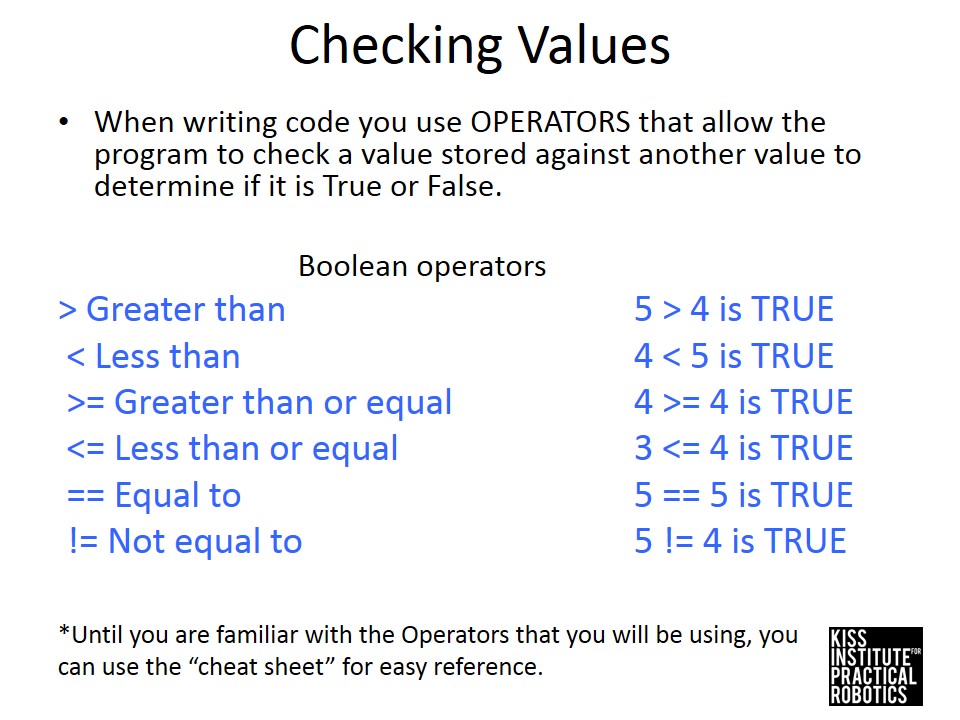 Checking Values
• When writing code you use OPERATORS that allow the
program to check a value stored against another value to
determine if it is True or False.
Boolean operators
> Greater than 5 > 4 is TRUE
< Less than 4 < 5 is TRUE
>= Greater than or equal 4 >= 4 is TRUE
<= Less than or equal 3 <= 4 is TRUE
== Equal to 5 == 5 is TRUE
!= Not equal to 5 != 4 is TRUE
*Until you are familiar with the Operators that you will be using, you
can use the “cheat sheet” for easy reference.
KISS
INSTITUTE FOR
PRACTICAL
ROBOTICS